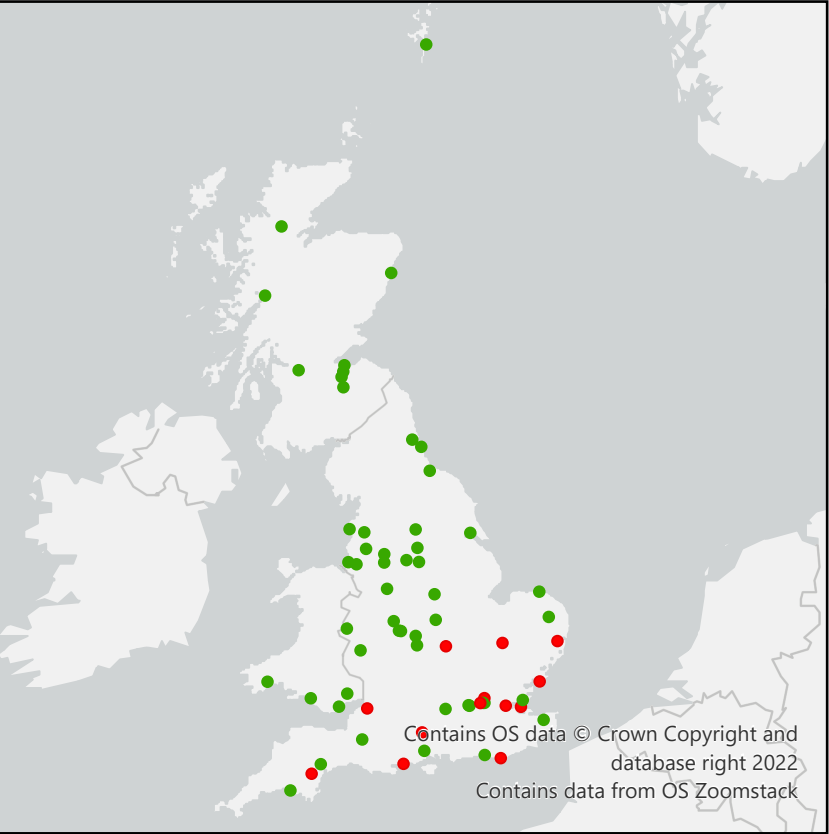 Contains OS data © Crown Copyright and
database right 2022
Contains data from OS Zoomstack